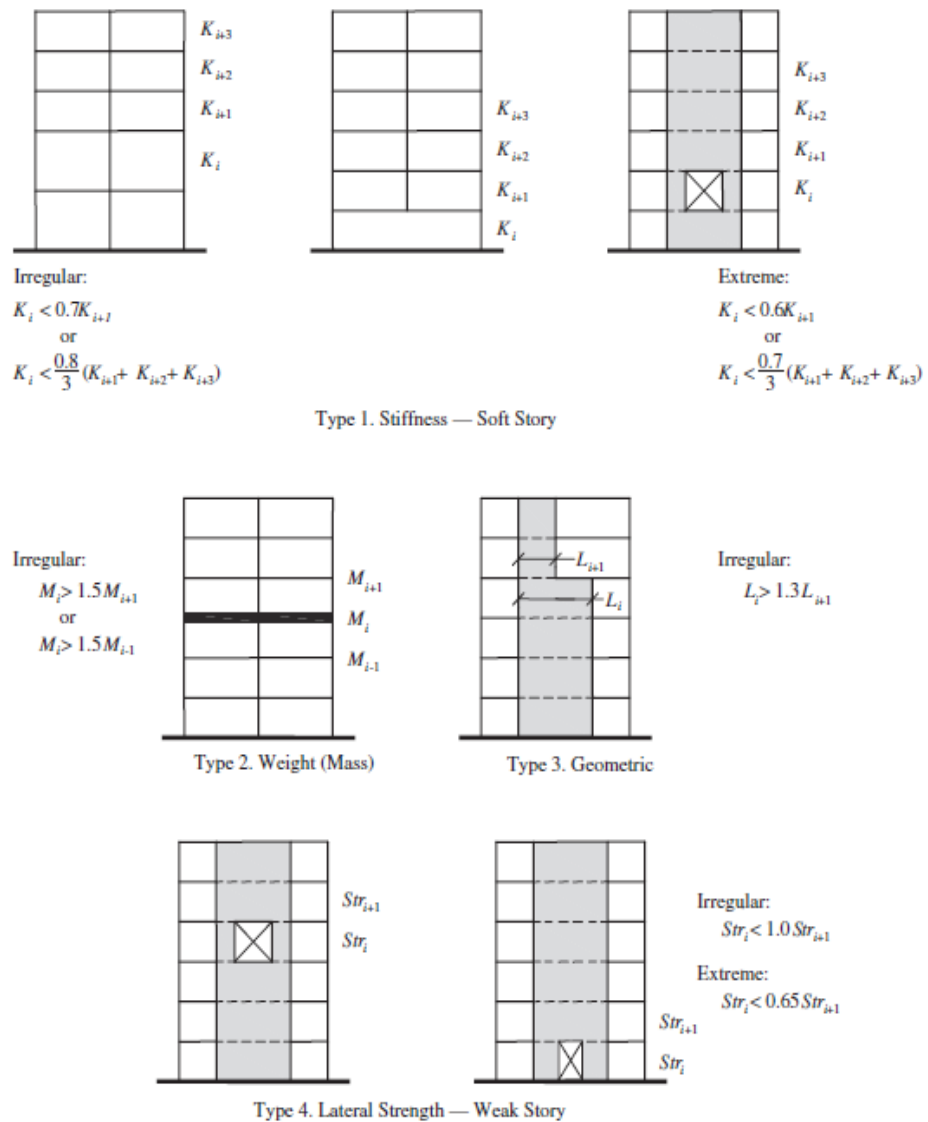 K_{i+3}
K_{i+2}
K_{i+1}
K_i
K_{i+3}
K_{i+2}
K_{i+1}
K_i
K_{i+3}
K_{i+2}
K_{i+1}
K_i
Irregular:
K_i < 0.7K_{i+1}
or
K_i < \frac{0.8}{3}(K_{i+1} + K_{i+2} + K_{i+3})
Extreme:
K_i < 0.6K_{i+1}
or
K_i < \frac{0.7}{3}(K_{i+1} + K_{i+2} + K_{i+3})
Type 1. Stiffness — Soft Story
Irregular:
M_i > 1.5M_{i+1}
or
M_i > 1.5M_{i-1}
M_{i+1}
M_i
M_{i-1}
Type 2. Weight (Mass)
L_{i+1}
L_i
Irregular:
L_i > 1.3L_{i+1}
Type 3. Geometric
Str_{i+1}
Str_i
Str_{i+1}
Str_i
Irregular:
Str_i < 1.0Str_{i+1}
Extreme:
Str_i < 0.65Str_{i+1}
Type 4. Lateral Strength — Weak Story